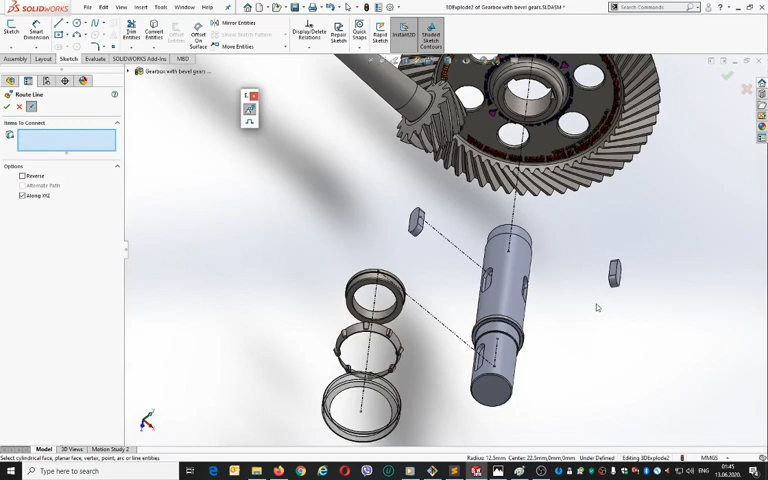 SOLIDWORKS File Edit View Insert Tools Window 3DExplode2 of Gearbox with bevel gears.SLDASM * Search Commands
Sketch Smart Dimension Trim Entities Convert Entities Offset Entities Offset On Surface Mirror Entities Linear Sketch Pattern Move Entities Display/Delete Relations Repair Sketch Quick Snaps Rapid Sketch Instant2D Shaded Sketch Contours
Assembly Layout Sketch Evaluate SOLIDWORKS Add-Ins MBD
Gearbox with bevel gears...
Route Line
Items To Connect
Options
Reverse
Alternate Path
Along XYZ
Model 3D Views Motion Study 2
Select cylindrical face, planar face, vertex, point, arc or line entities Radius: 12.5mm Center: 22.5mm,0mm,0mm Under Defined Editing 3DExplode2 MMGS
Type here to search ENG 01:45
13.06.2020.